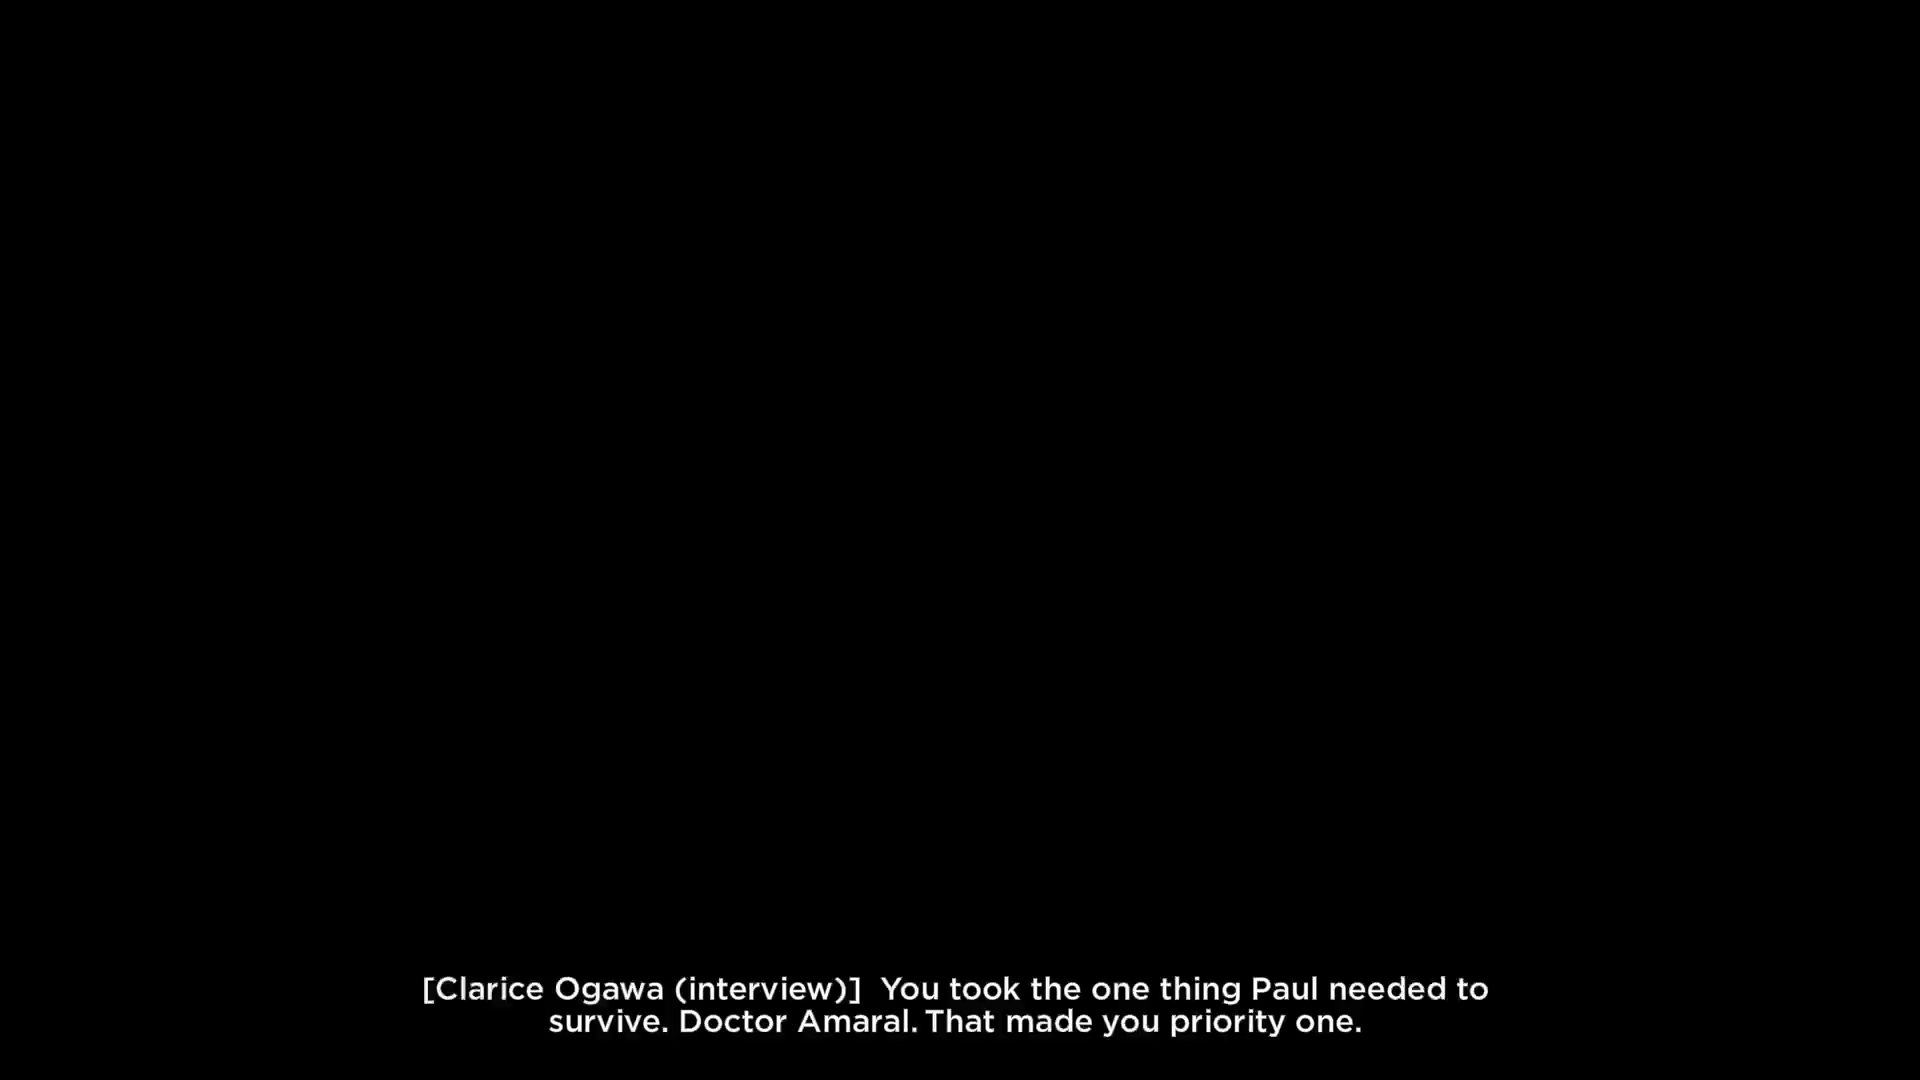 [Clarice Ogawa (interview)]  You took the one thing Paul needed to
survive. Doctor Amaral. That made you priority one.